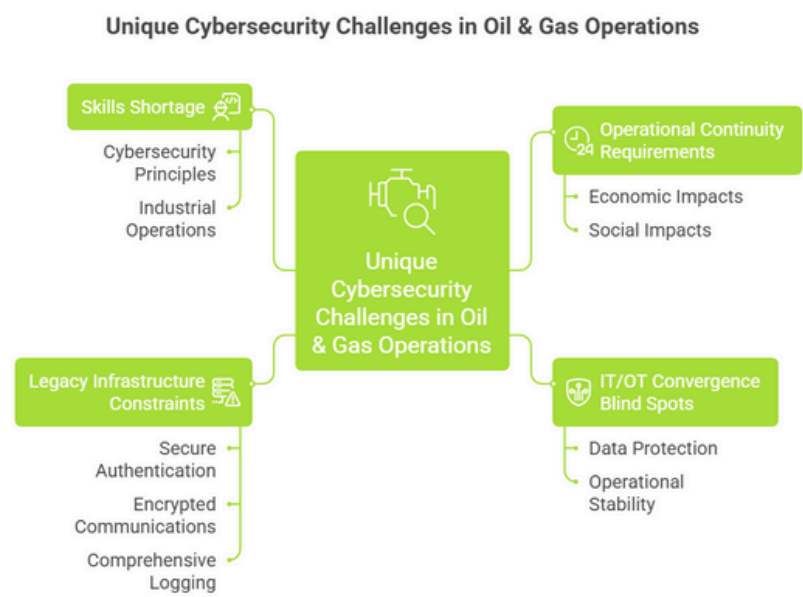 Unique Cybersecurity Challenges in Oil & Gas Operations
Skills Shortage
Cybersecurity
Principles
Industrial
Operations
Operational Continuity
24 Requirements
Economic Impacts
Social Impacts
Unique
Cybersecurity
Challenges in Oil
& Gas Operations
Legacy Infrastructure
Constraints
Secure
Authentication
Encrypted
Communications
Comprehensive
Logging
IT/OT Convergence
Blind Spots
Data Protection
Operational
Stability